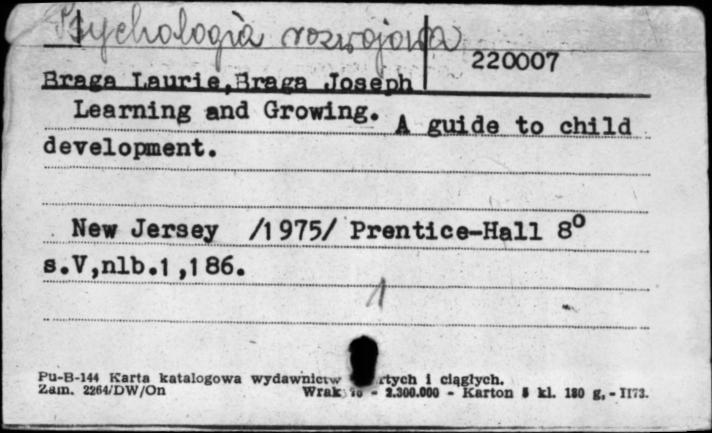 Psychologia rozwojowa
220007
Braga Laurie,Braga Joseph
Learning and Growing. A guide to child
development.
New Jersey /1975/ Prentice-Hall 8º
s.V,nlb.1,186.
1
Pu-B-144 Karta katalogowa wydawnictw i ciągłych.
Zam. 2264/DW/On Wrak - 2.300.000 - Karton kl. 180 g, - II73.